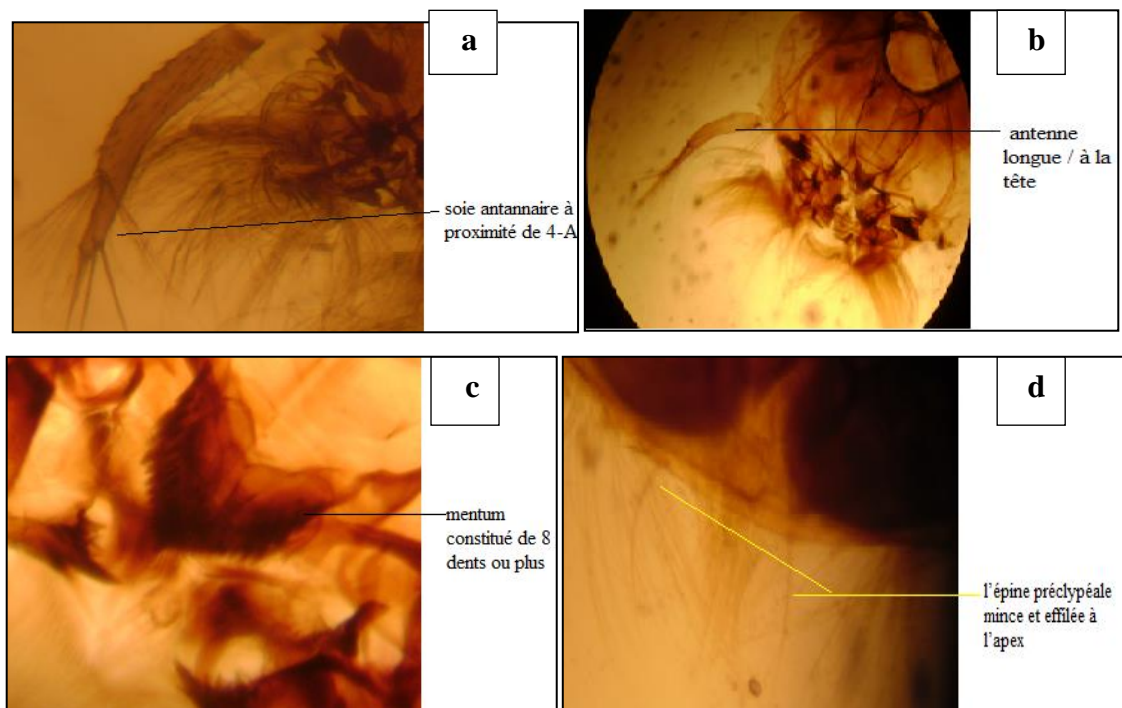 a
soie antannaire à
proximité de 4-A
b
antenne
longue / à la
tête
c
mentum
constitué de 8
dents ou plus
d
l'épine préclypéale
mince et effilée à
l'apex